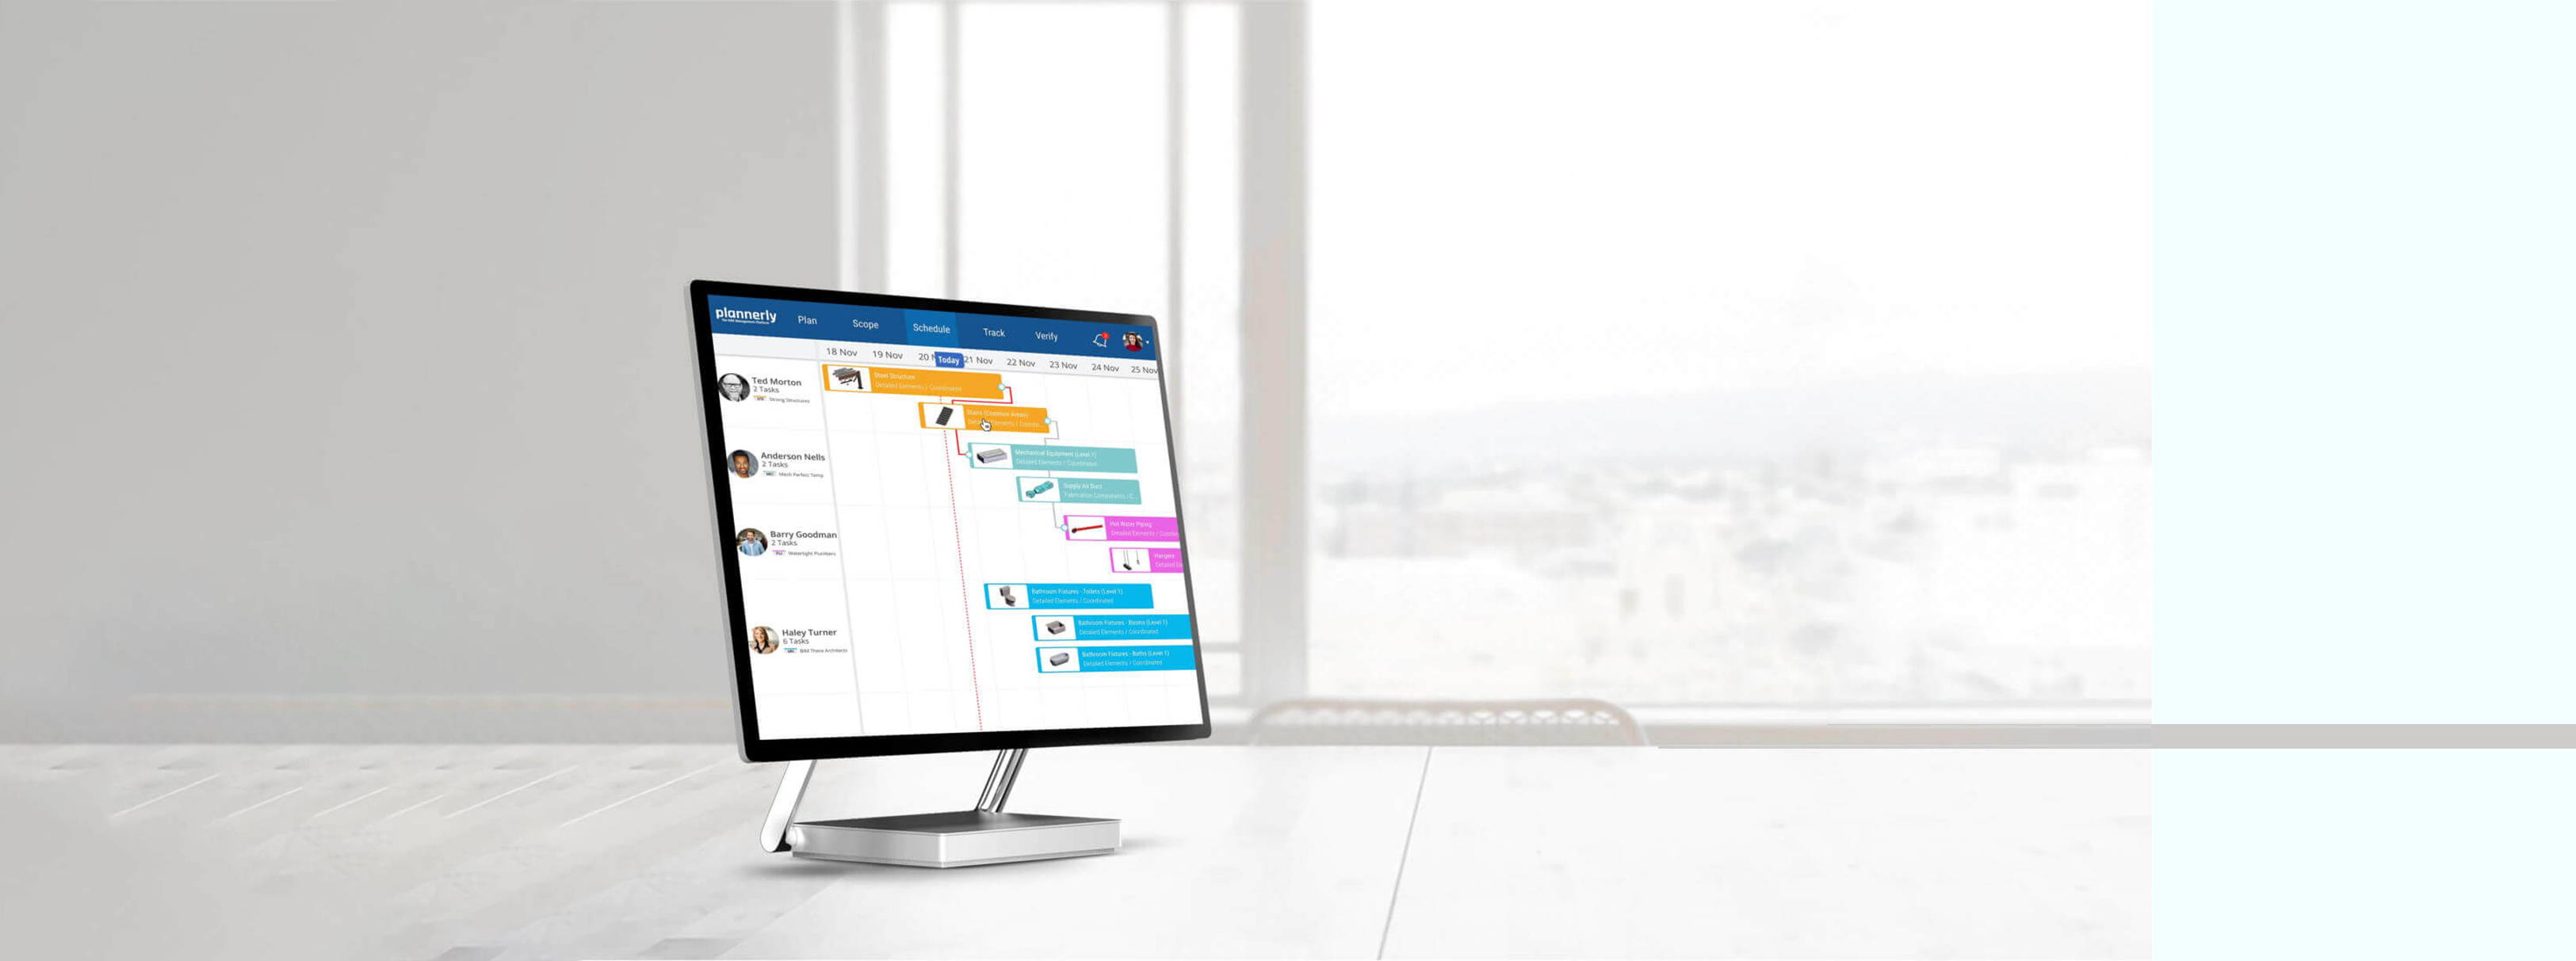 plannerly
The BIM Management Platform
Plan
Scope
Schedule
Track
Verify
18 Nov
19 Nov
20 N
Today
21 Nov
22 Nov
23 Nov
24 Nov
25 Nov
Ted Morton
2 Tasks
Strong Structures
Steel Structure
Detailed Elements / Coordinated
Stairs (Common Areas)
Elements /
Anderson Nells
2 Tasks
Mech Perfect Temp
Mechanical Equipment (Level 1)
Detailed Elements / Coordinated
Supply Air Duct
Fabrication Components / C...
Barry Goodman
2 Tasks
Watertight Plumbers
Hot Water Piping
Detailed Elements /
Hangers
Detailed
Bathroom Fixtures - Toilets (Level 1)
Detailed Elements / Coordinated
Haley Turner
6 Tasks
BIM There Architects
Bathroom Fixtures - Basins (Level 1)
Detailed Elements / Coordinated
Bathroom Fixtures - Baths (Level 1)
Detailed Elements / Coordinated